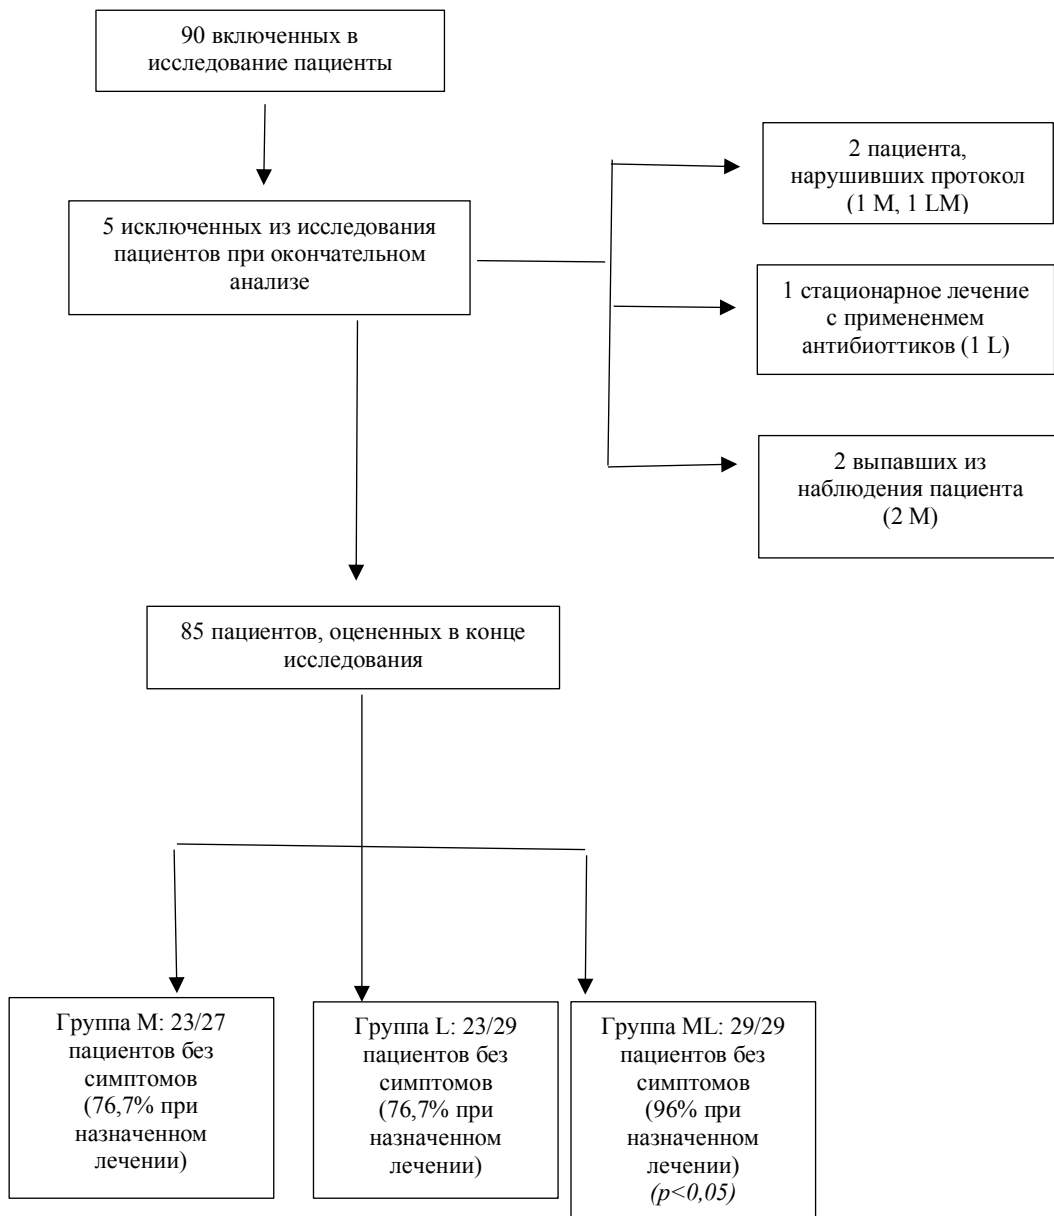 90 включенных в
исследование пациенты
5 исключенных из исследования
пациентов при окончательном
анализе
2 пациента,
нарушивших протокол
(1 M, 1 LM)
1 стационарное лечение
с примененмем
антибиоттиков (1 L)
2 выпавших из
наблюдения пациента
(2 M)
85 пациентов, оцененных в конце
исследования
Группа M: 23/27
пациентов без
симптомов
(76,7% при
назначенном
лечении)
Группа L: 23/29
пациентов без
симптомов
(76,7% при
назначенном
лечении)
Группа ML: 29/29
пациентов без
симптомов
(96% при
назначенном
лечении)
(p<0,05)